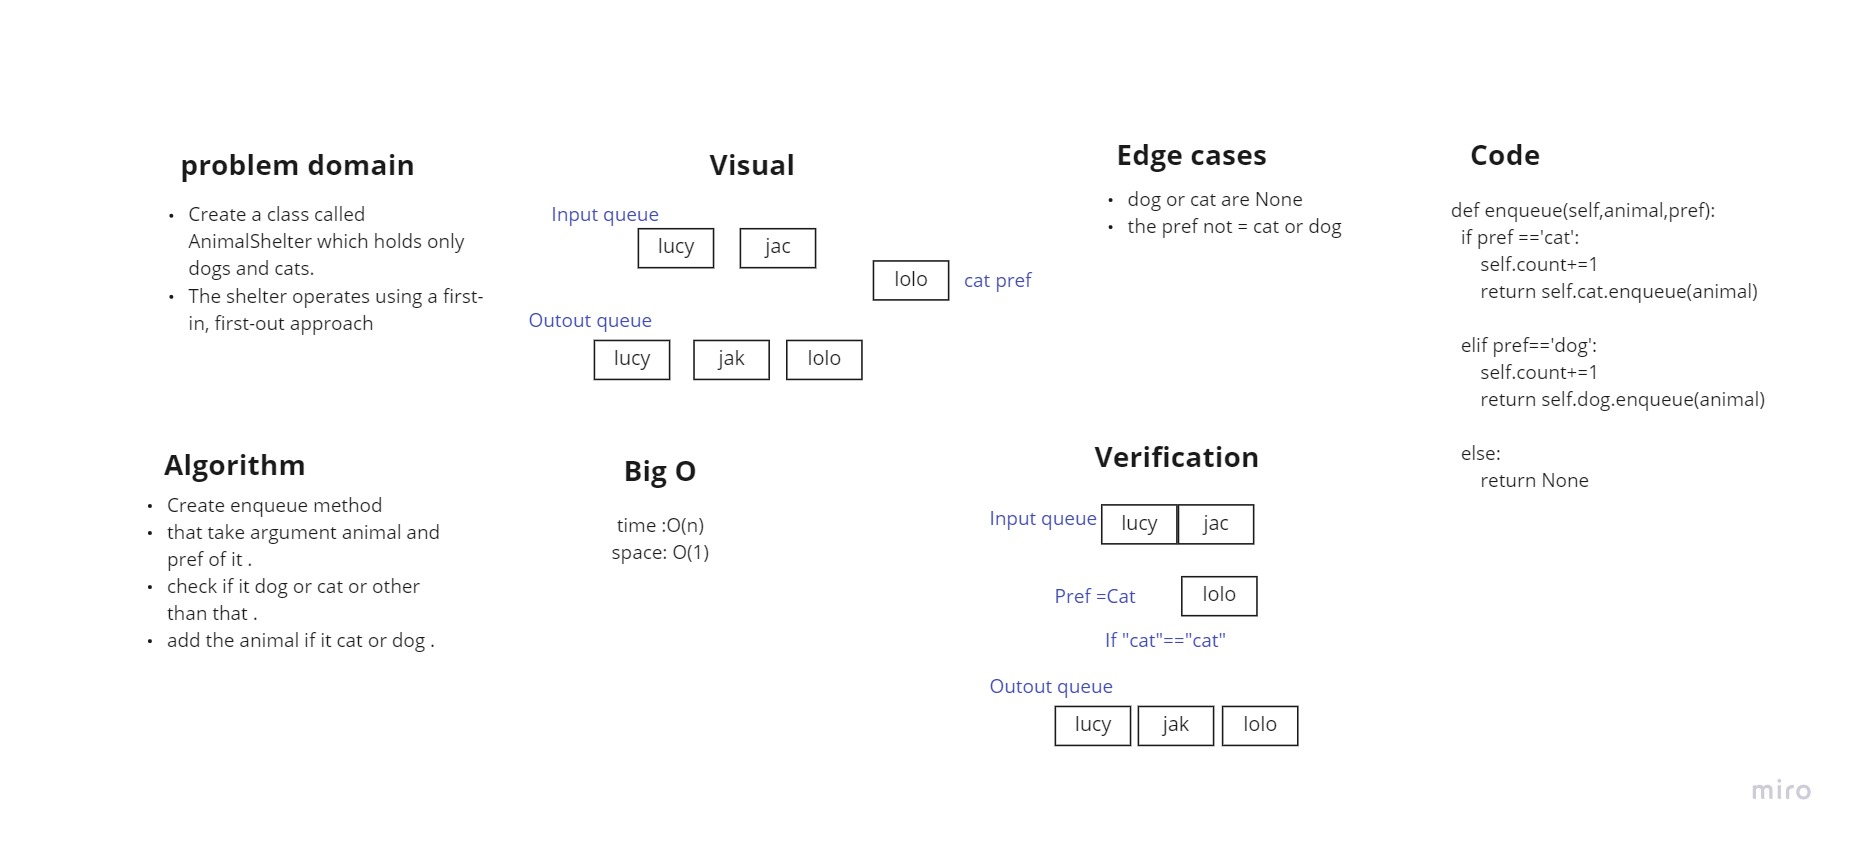 problem domain
• Create a class called
AnimalShelter which holds only
dogs and cats.
• The shelter operates using a first-
in, first-out approach
Visual
Input queue
lucy
jac
lolo
cat pref
Outout queue
lucy
jak
lolo
Edge cases
• dog or cat are None
• the pref not = cat or dog
Code
def enqueue(self,animal,pref):
if pref =='cat':
self.count+=1
return self.cat.enqueue(animal)
elif pref=='dog':
self.count+=1
return self.dog.enqueue(animal)
else:
return None
Algorithm
• Create enqueue method
• that take argument animal and
pref of it .
• check if it dog or cat or other
than that .
• add the animal if it cat or dog .
Big O
time :O(n)
space: O(1)
Verification
Input queue
lucy
jac
Pref =Cat
lolo
If "cat"=="cat"
Outout queue
lucy
jak
lolo
miro